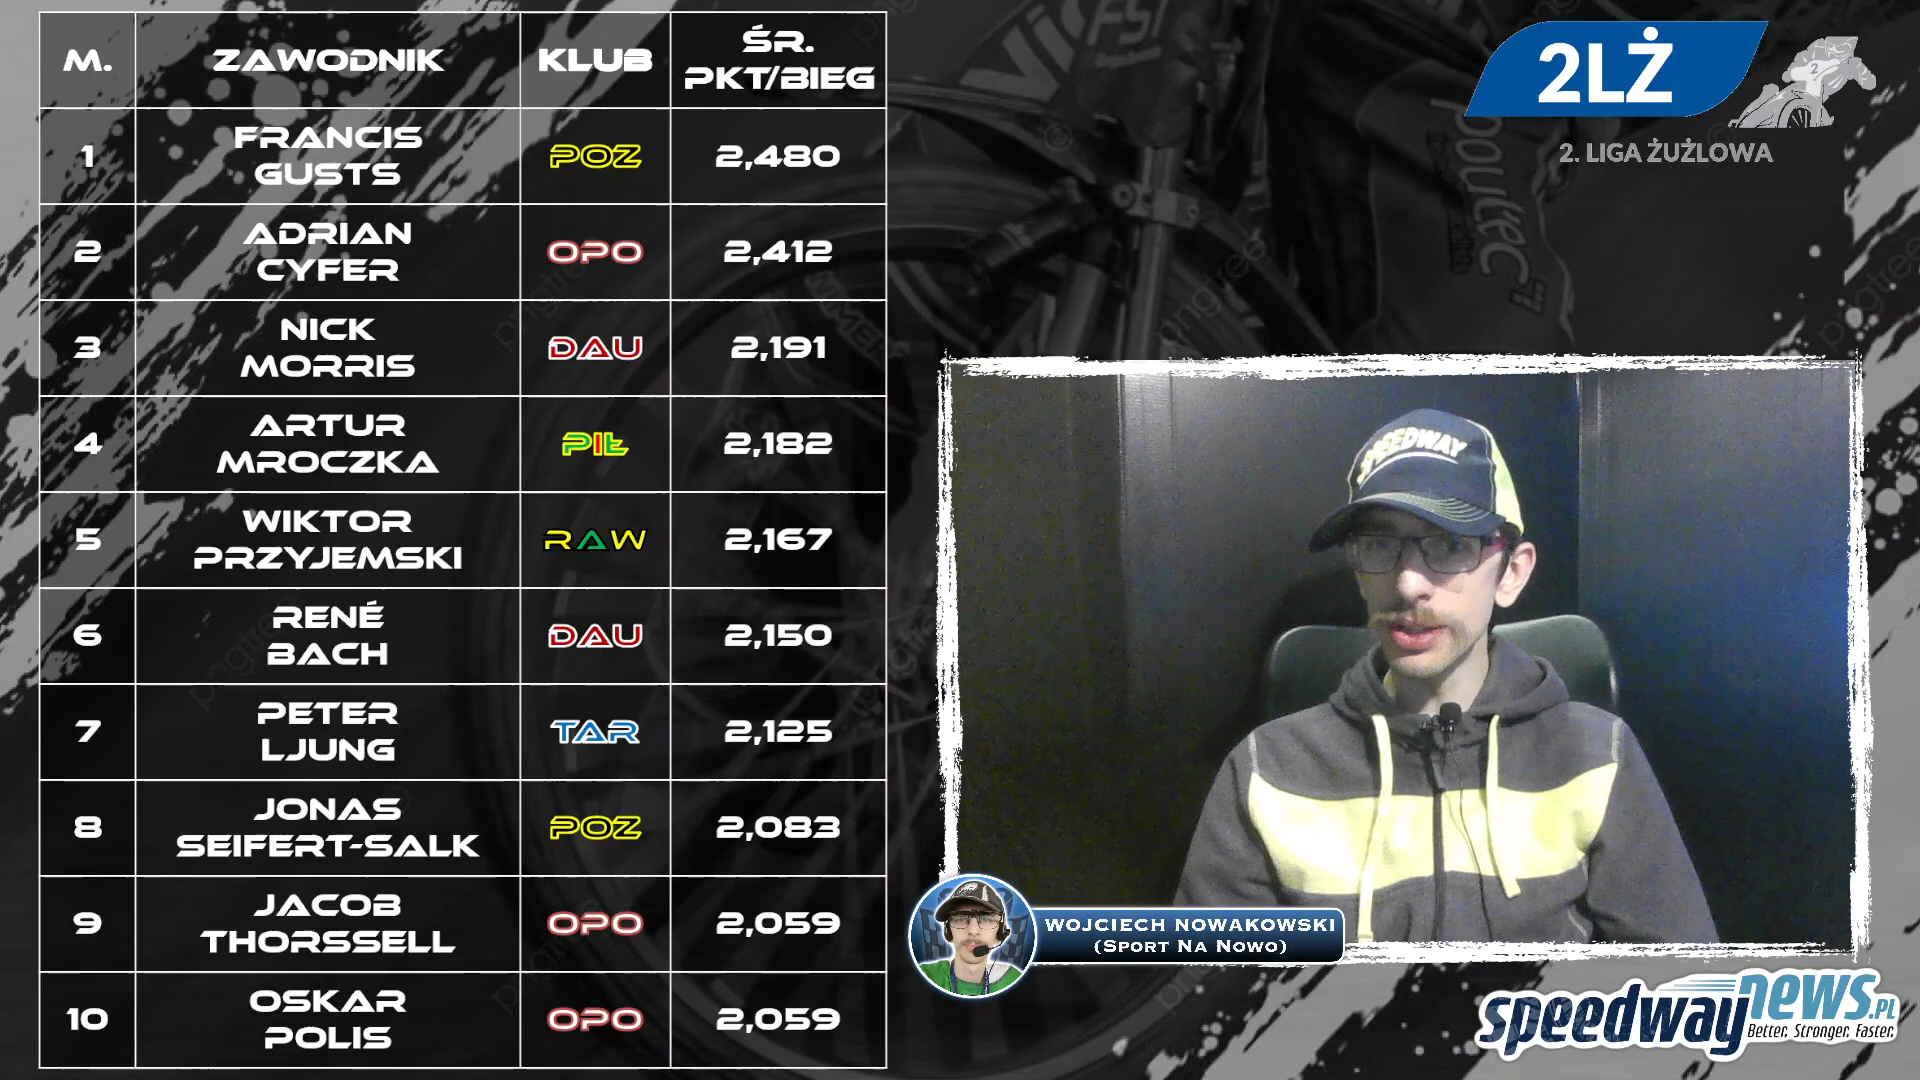 M. ZAWODNIK KLUB ŚR. PKT/BIEG
1 FRANCIS GUSTS POZ 2,480
2 ADRIAN CYFER OPO 2,412
3 NICK MORRIS DAU 2,191
4 ARTUR MROCZKA PIŁ 2,182
5 WIKTOR PRZYJEMSKI RAW 2,167
6 RENÉ BACH DAU 2,150
7 PETER LJUNG TAR 2,125
8 JONAS SEIFERT-SALK POZ 2,083
9 JACOB THORSSELL OPO 2,059
10 OSKAR POLIS OPO 2,059
2LŻ
2
2. LIGA ŻUŻLOWA
SPEEDWAY
WOJCIECH NOWAKOWSKI
(SPORT NA NOWO)
speedwaynews.PL
Better. Stronger. Faster.